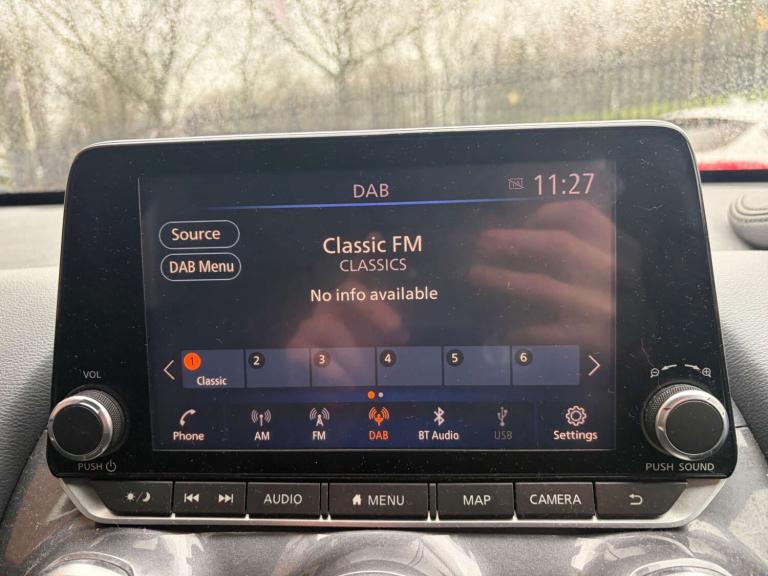 DAB
11:27
Source
Classic FM
CLASSICS
DAB Menu
No info available
1 2 3 4 5 6
Classic
VOL
Phone AM FM DAB BT Audio USB Settings
PUSH
PUSH SOUND
AUDIO MENU MAP CAMERA